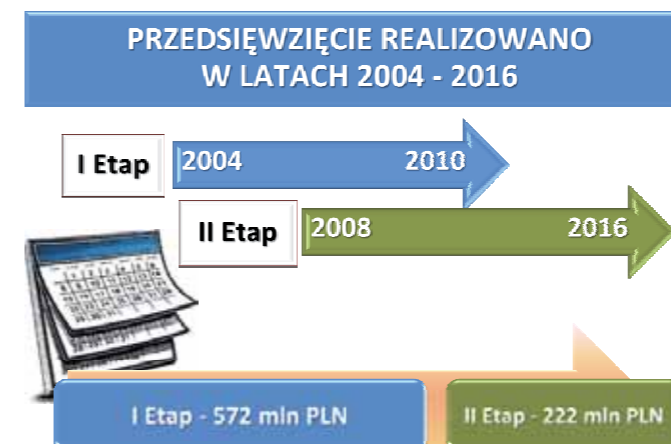 PRZEDSIĘWZIĘCIE REALIZOWANO
W LATACH 2004 - 2016
I Etap
2004
2010
II Etap
2008
2016
I Etap - 572 mln PLN
II Etap - 222 mln PLN